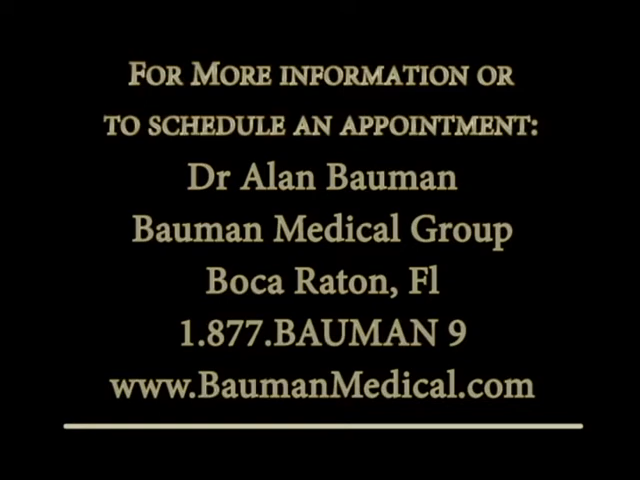 For More information or
to schedule an appointment:
Dr Alan Bauman
Bauman Medical Group
Boca Raton, Fl
1.877.BAUMAN 9
www.BaumanMedical.com